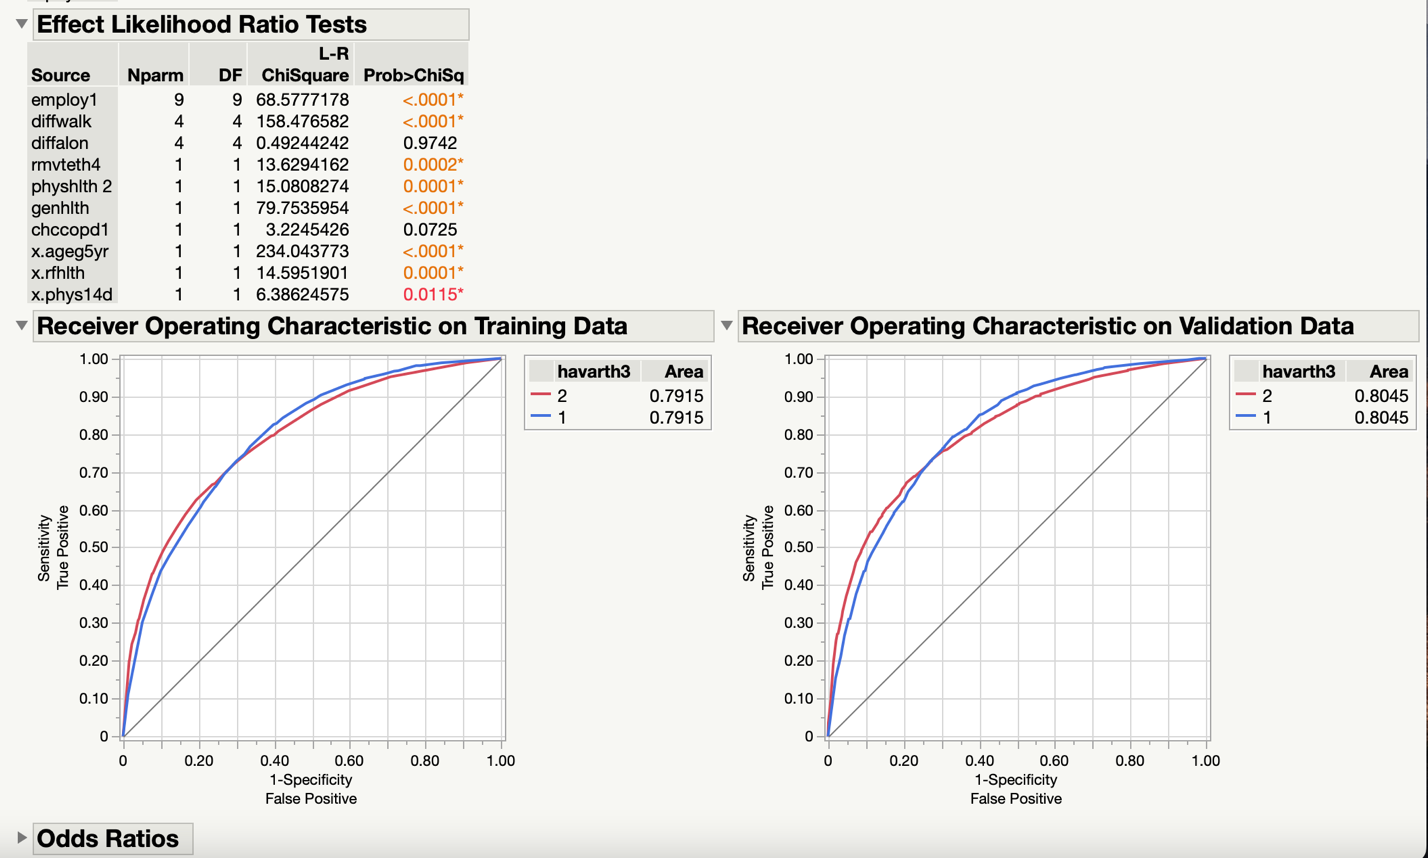 Effect Likelihood Ratio Tests
L-R
Source Nparm DF ChiSquare Prob>ChiSq
employ1 9 9 68.5777178 <.0001*
diffwalk 4 4 158.476582 <.0001*
diffalon 4 4 0.49244242 0.9742
rmvteth4 1 1 13.6294162 0.0002*
physhlth 2 1 1 15.0808274 0.0001*
genhlth 1 1 79.7535954 <.0001*
chccopd1 1 1 3.2245426 0.0725
x.ageg5yr 1 1 234.043773 <.0001*
x.rfhlth 1 1 14.5951901 0.0001*
x.phys14d 1 1 6.38624575 0.0115*
Receiver Operating Characteristic on Training Data
1.00
0.90
0.80
0.70
0.60
0.50
0.40
0.30
0.20
0.10
0
Sensitivity
True Positive
0 0.20 0.40 0.60 0.80 1.00
1-Specificity
False Positive
havarth3 Area
2 0.7915
1 0.7915
Receiver Operating Characteristic on Validation Data
1.00
0.90
0.80
0.70
0.60
0.50
0.40
0.30
0.20
0.10
0
Sensitivity
True Positive
0 0.20 0.40 0.60 0.80 1.00
1-Specificity
False Positive
havarth3 Area
2 0.8045
1 0.8045
Odds Ratios